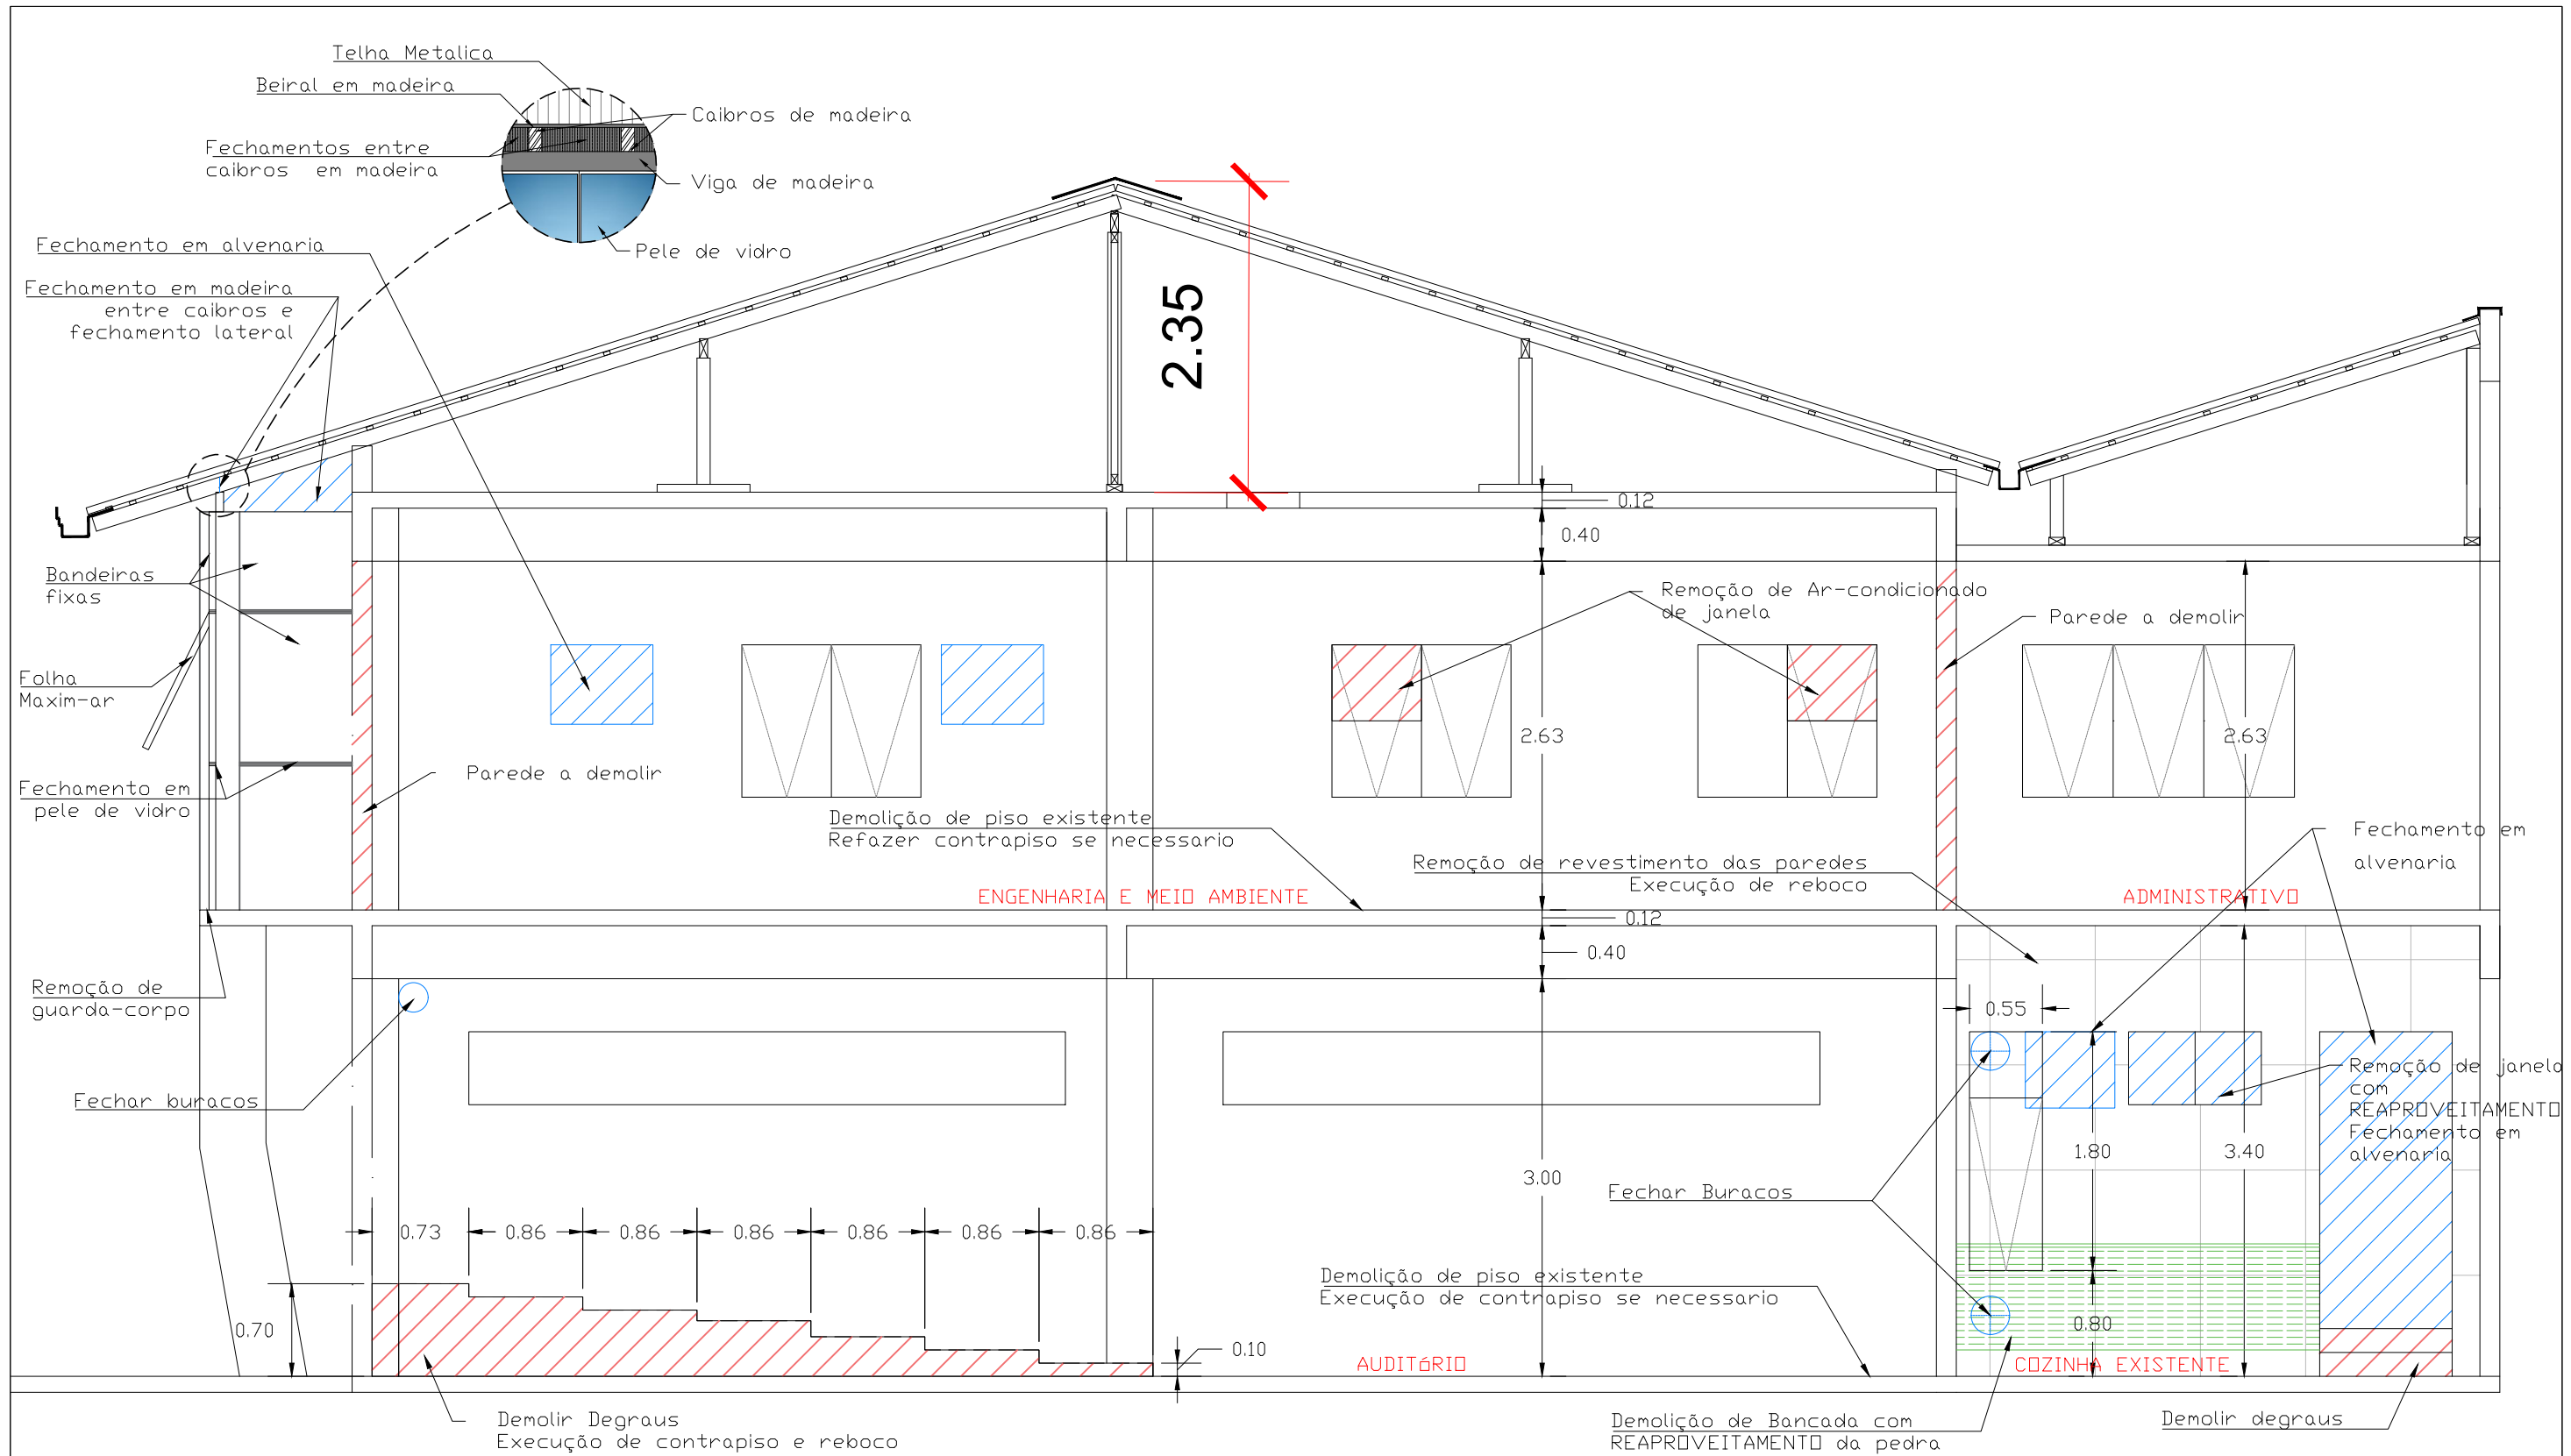 Telha Metalica
Beiral em madeira
Caibros de madeira
Fechamentos entre
caibros em madeira
Viga de madeira
Pele de vidro
Fechamento em alvenaria
Fechamento em madeira
entre caibros e
fechamento lateral
2.35
0.12
0.40
Bandeiras
fixas
Remoção de Ar-condicionado
de janela
Parede a demolir
Folha
Maxim-ar
2.63
2.63
Parede a demolir
Fechamento em
pele de vidro
Demolição de piso existente
Refazer contrapiso se necessario
Fechamento em
alvenaria
Remoção de revestimento das paredes
Execução de reboco
ENGENHARIA E MEIO AMBIENTE
ADMINISTRATIVO
0.12
0.40
Remoção de
guarda-corpo
0.55
Remoção de janela
com
REAPROVEITAMENTO
Fechamento em
alvenaria
Fechar buracos
1.80
3.40
3.00
Fechar Buracos
0.73
0.86
0.86
0.86
0.86
0.86
0.86
Demolição de piso existente
Execução de contrapiso se necessario
0.70
0.80
0.10
AUDITóRIO
COZINHA EXISTENTE
Demolir Degraus
Execução de contrapiso e reboco
Demolição de Bancada com
REAPROVEITAMENTO da pedra
Demolir degraus